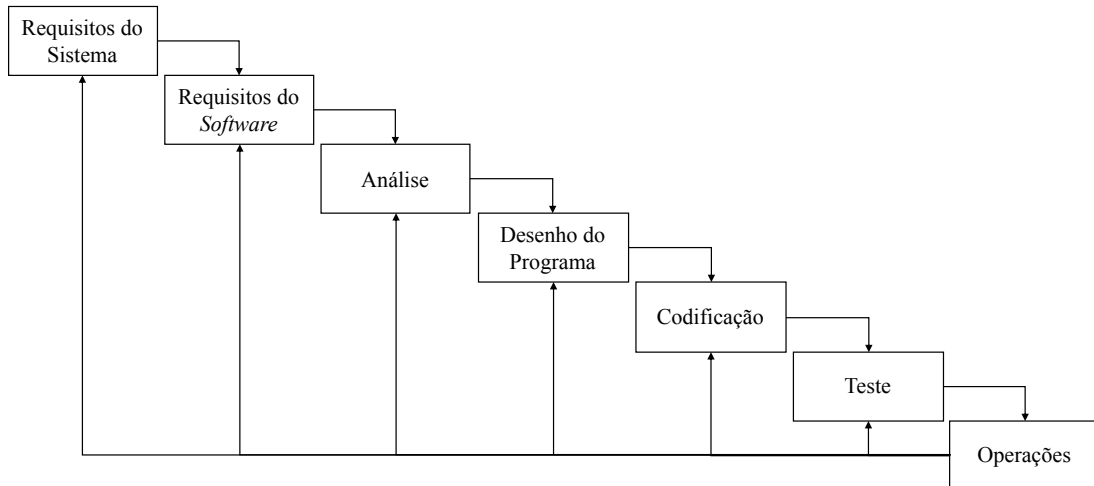 Requisitos do
Sistema
Requisitos do
Software
Análise
Desenho do
Programa
Codificação
Teste
Operações